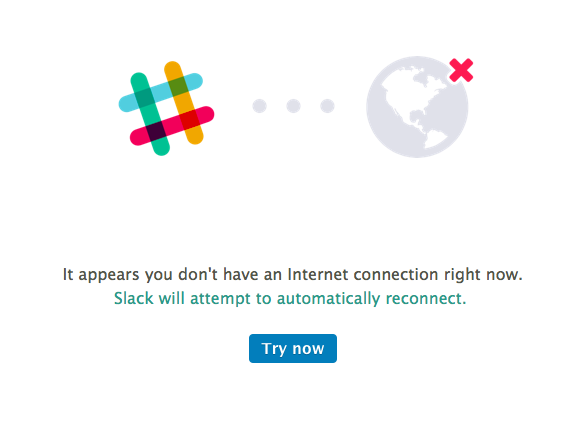 It appears you don't have an Internet connection right now.
Slack will attempt to automatically reconnect.
Try now